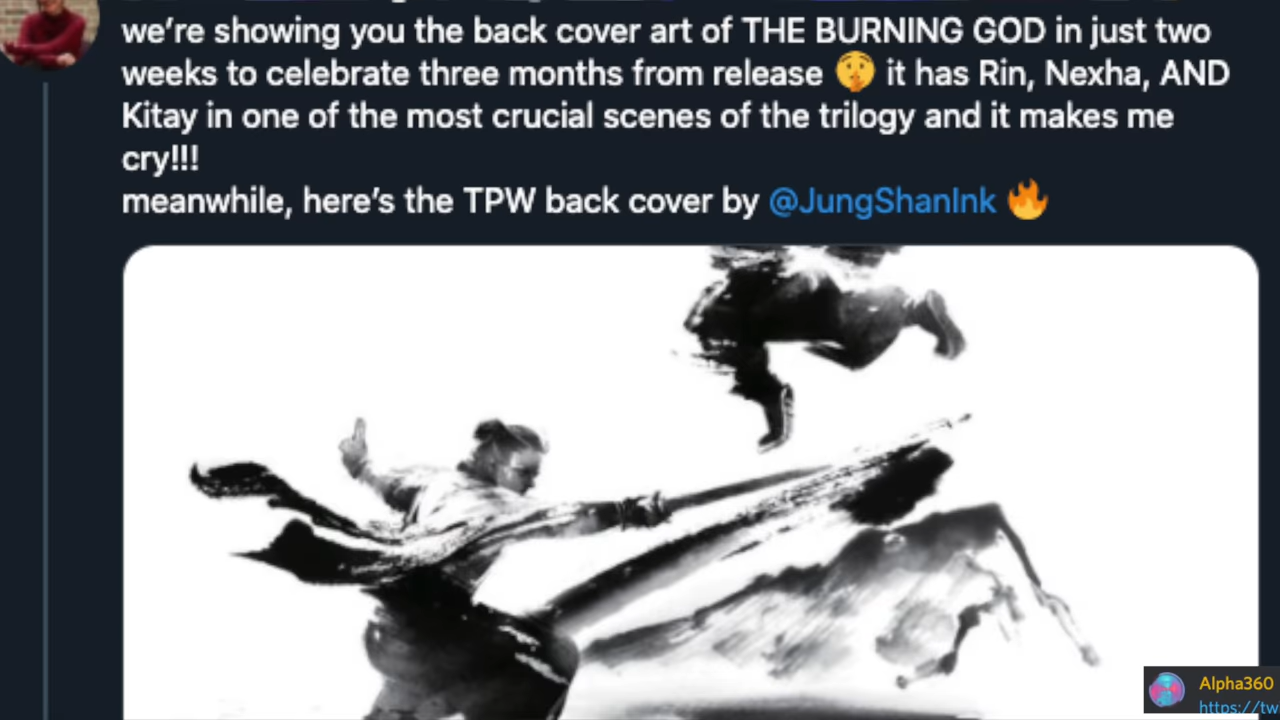 we’re showing you the back cover art of THE BURNING GOD in just two
weeks to celebrate three months from release 🤫 it has Rin, Nexha, AND
Kitay in one of the most crucial scenes of the trilogy and it makes me
cry!!!
meanwhile, here’s the TPW back cover by @JungShanInk 🔥
Alpha360
https://tw